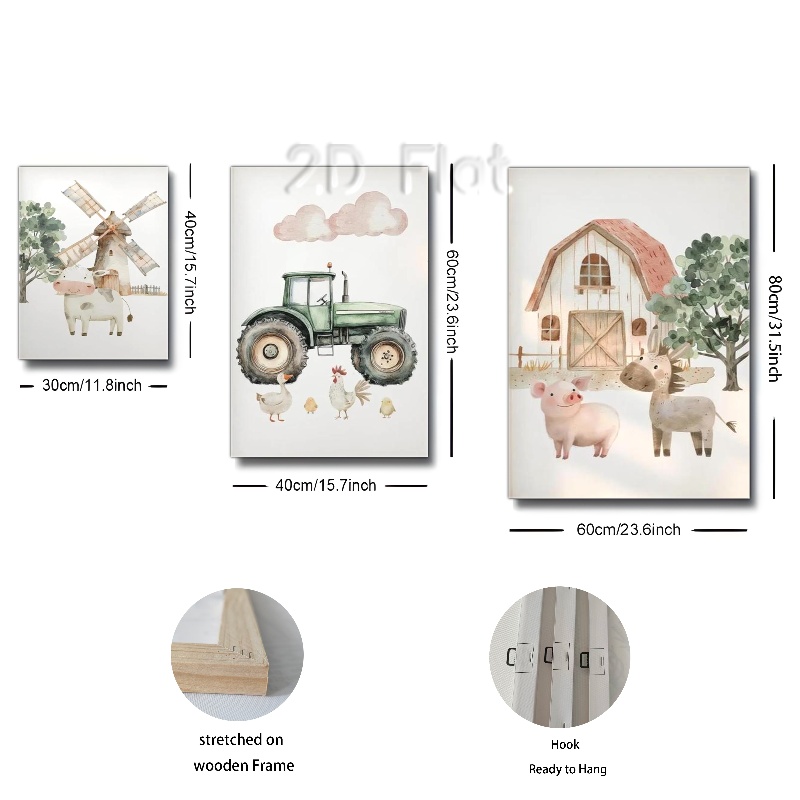 2D Flat
40cm/15.7inch
60cm/23.6inch
80cm/31.5inch
30cm/11.8inch
40cm/15.7inch
60cm/23.6inch
stretched on
wooden Frame
Hook
Ready to Hang